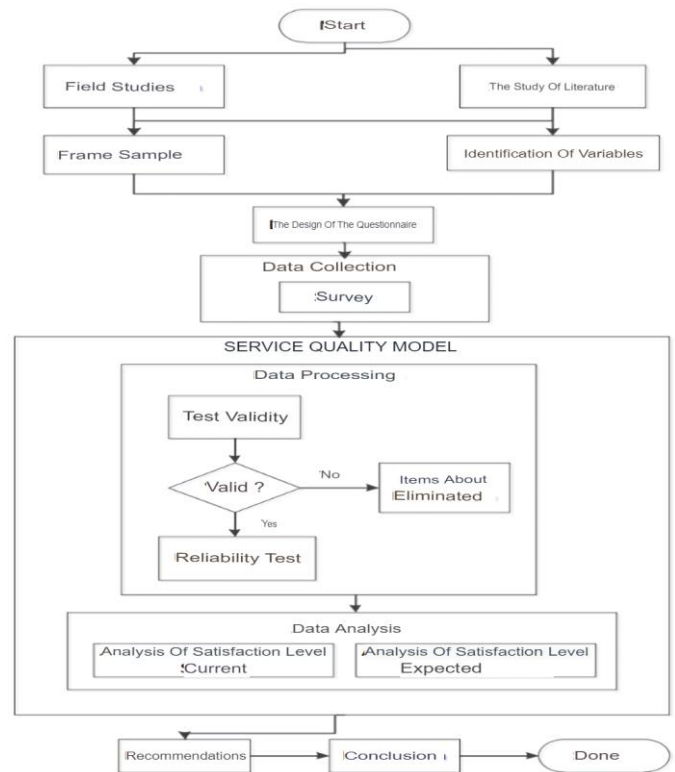 Start
Field Studies
The Study Of Literature
Frame Sample
Identification Of Variables
The Design Of The Questionnaire
Data Collection
Survey
SERVICE QUALITY MODEL
Data Processing
Test Validity
Valid ?
No
Items About
Eliminated
Yes
Reliability Test
Data Analysis
Analysis Of Satisfaction Level
Current
Analysis Of Satisfaction Level
Expected
Recommendations
Conclusion
Done